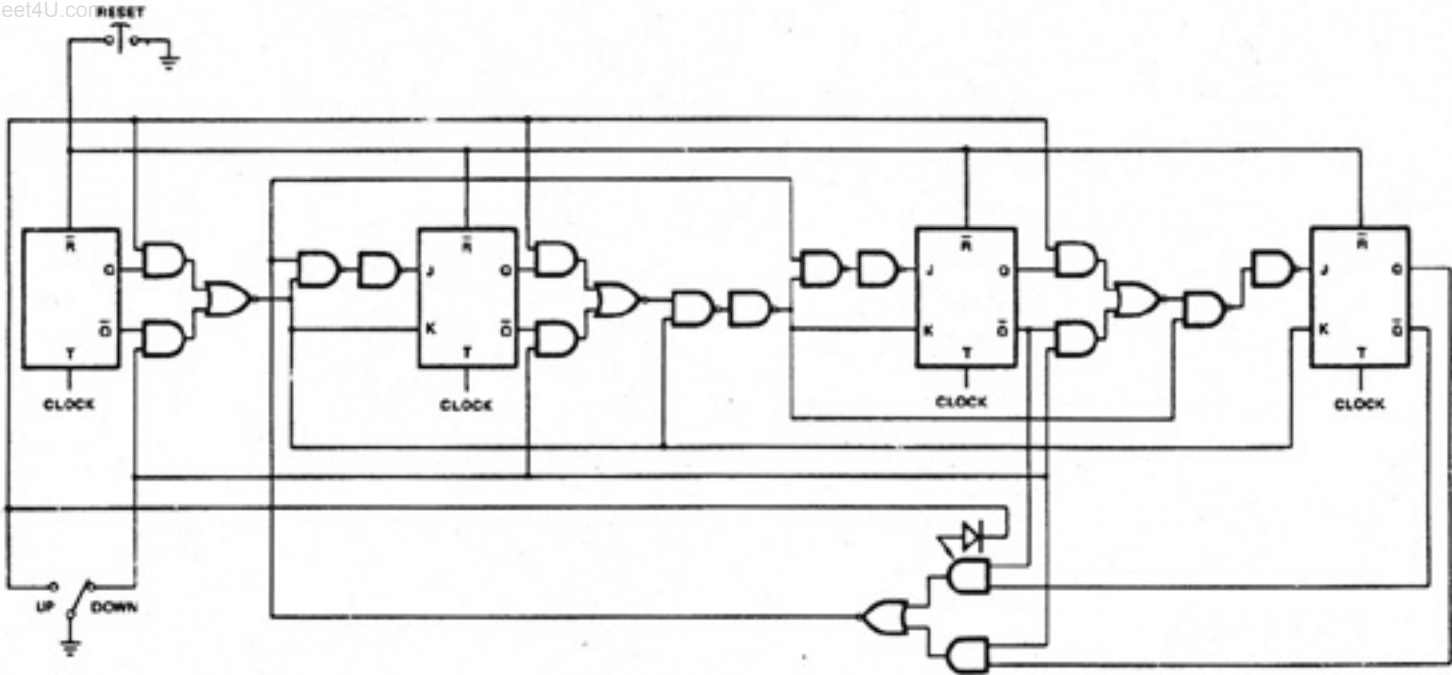 eet4U.com
RESET
R̅
R̅
R̅
R̅
Q
J
Q
J
Q
J
Q
Q̅
K
Q̅
K
Q̅
K
Q̅
T
T
T
T
CLOCK
CLOCK
CLOCK
CLOCK
UP
DOWN